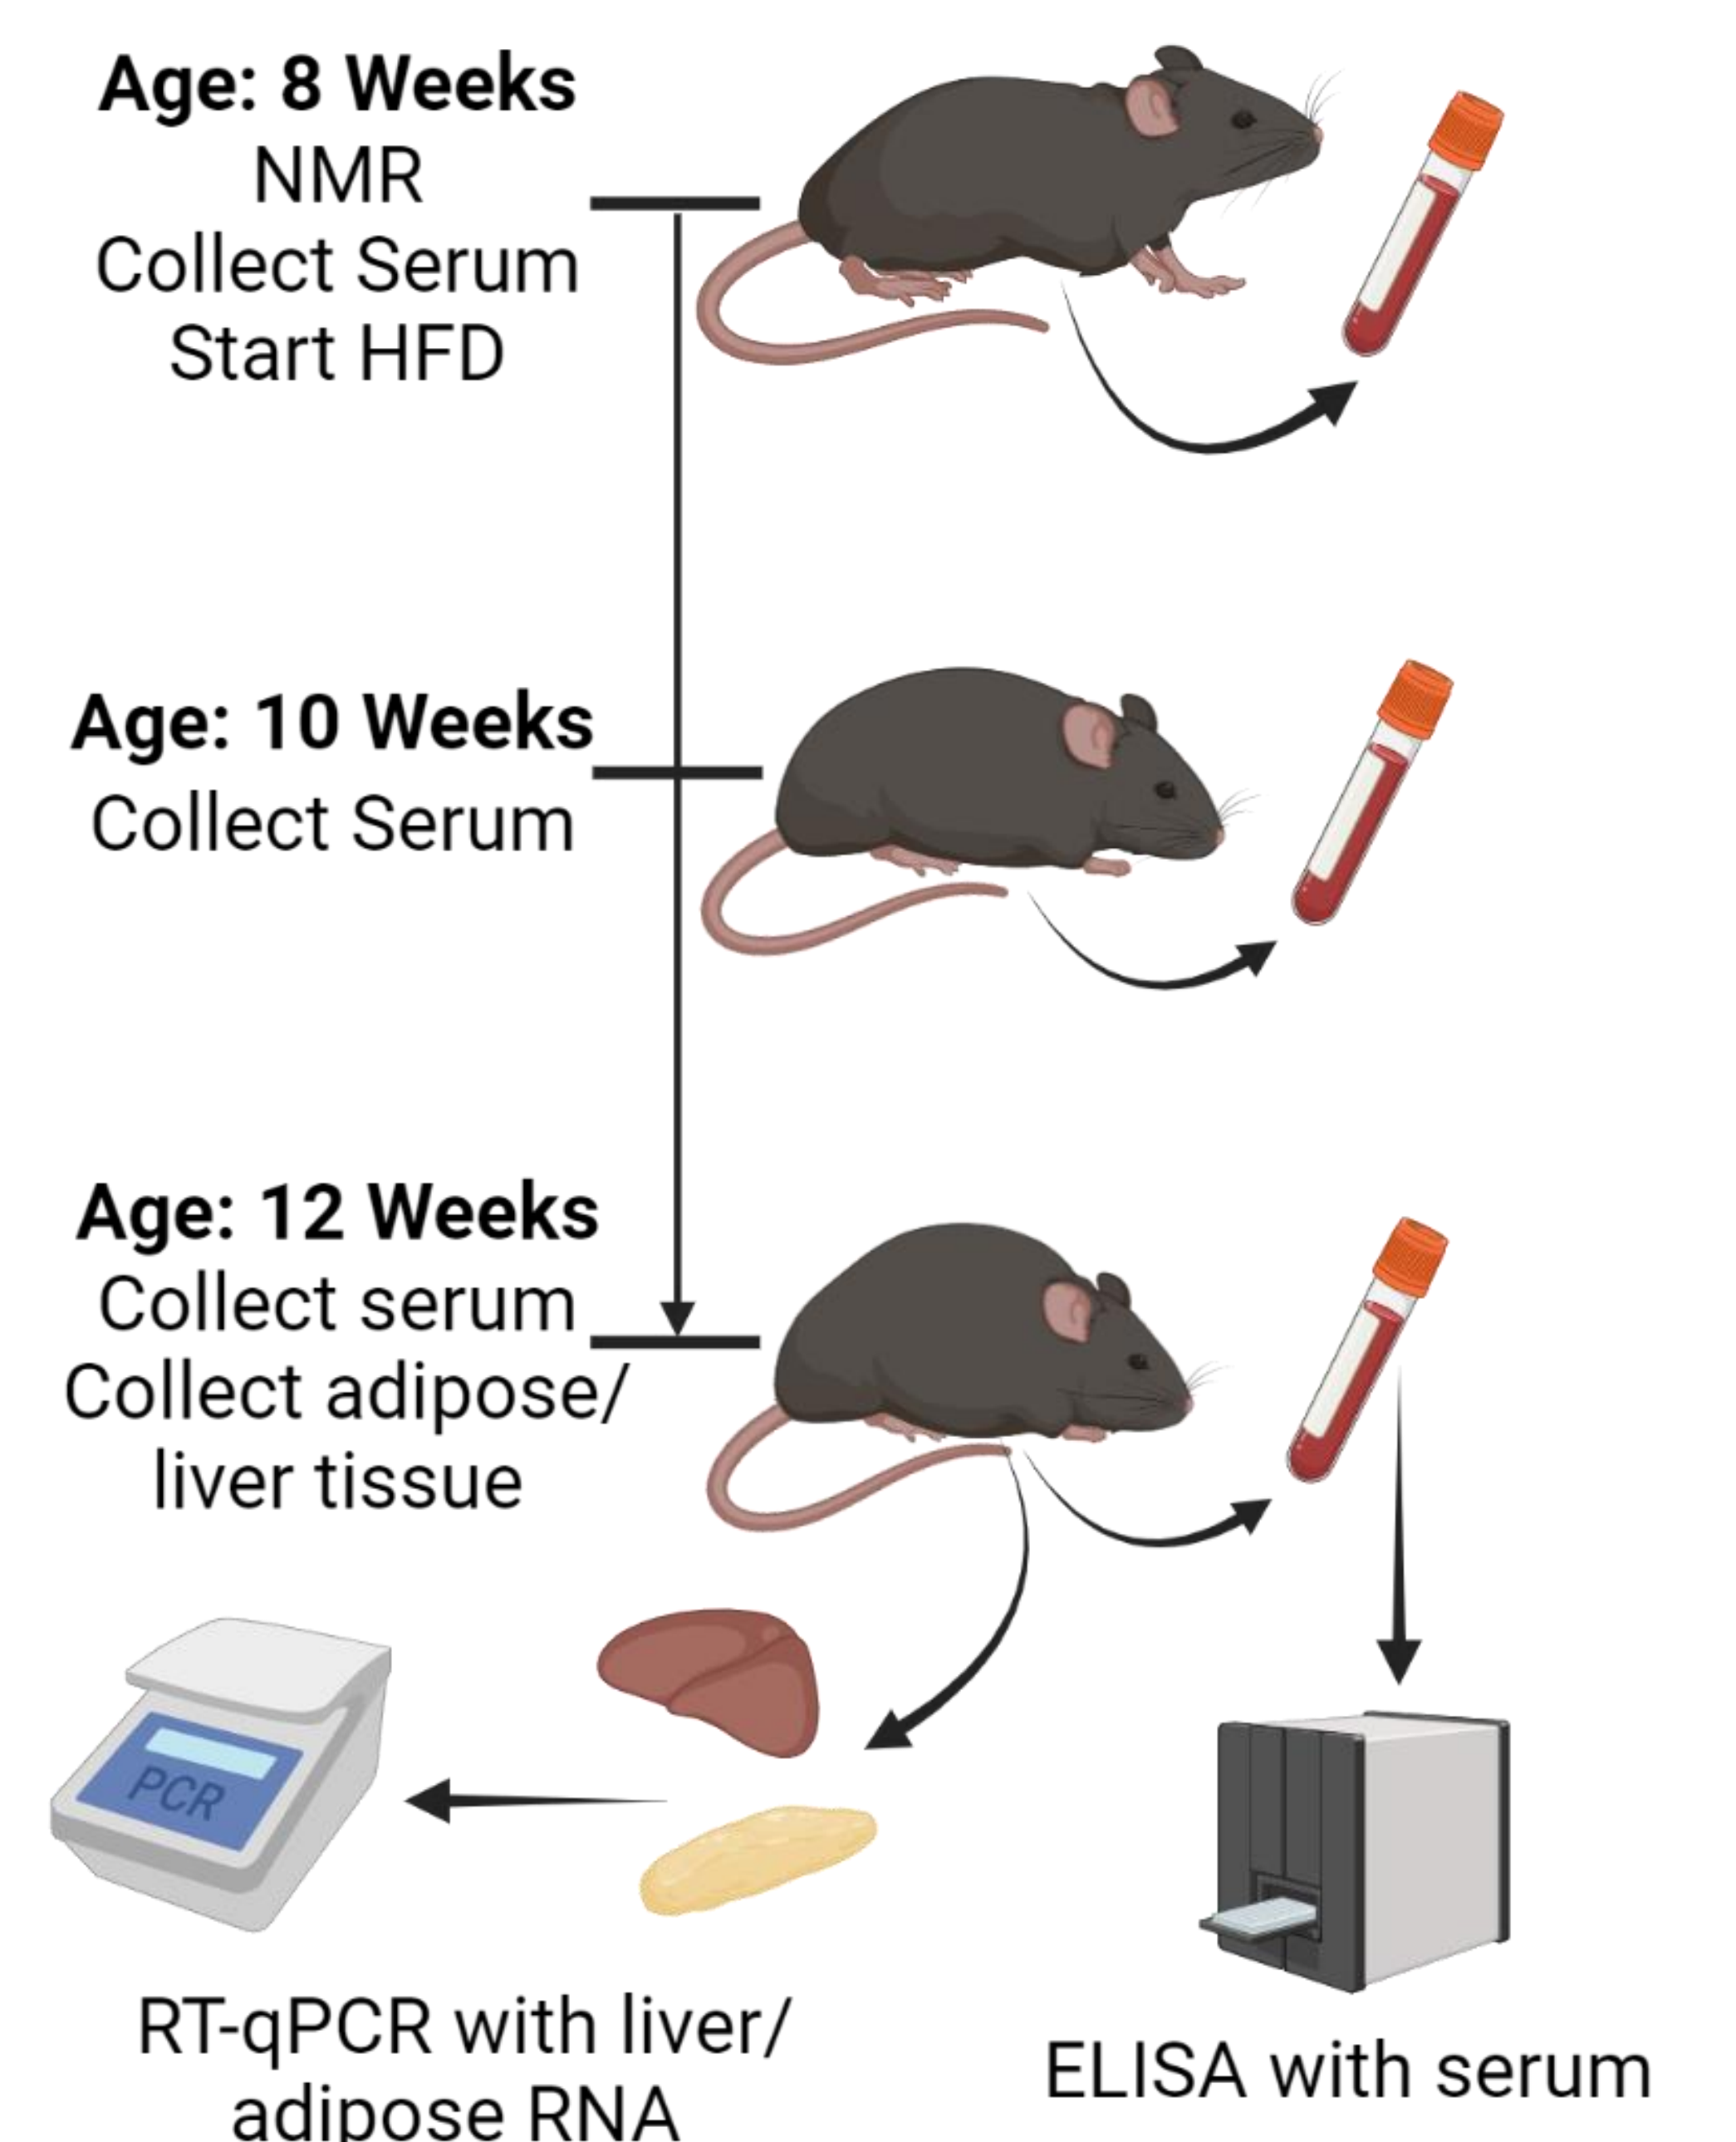 Age: 8 Weeks
NMR
Collect Serum
Start HFD
Age: 10 Weeks
Collect Serum
Age: 12 Weeks
Collect serum
Collect adipose/
liver tissue
PCR
RT-qPCR with liver/
adipose RNA
ELISA with serum